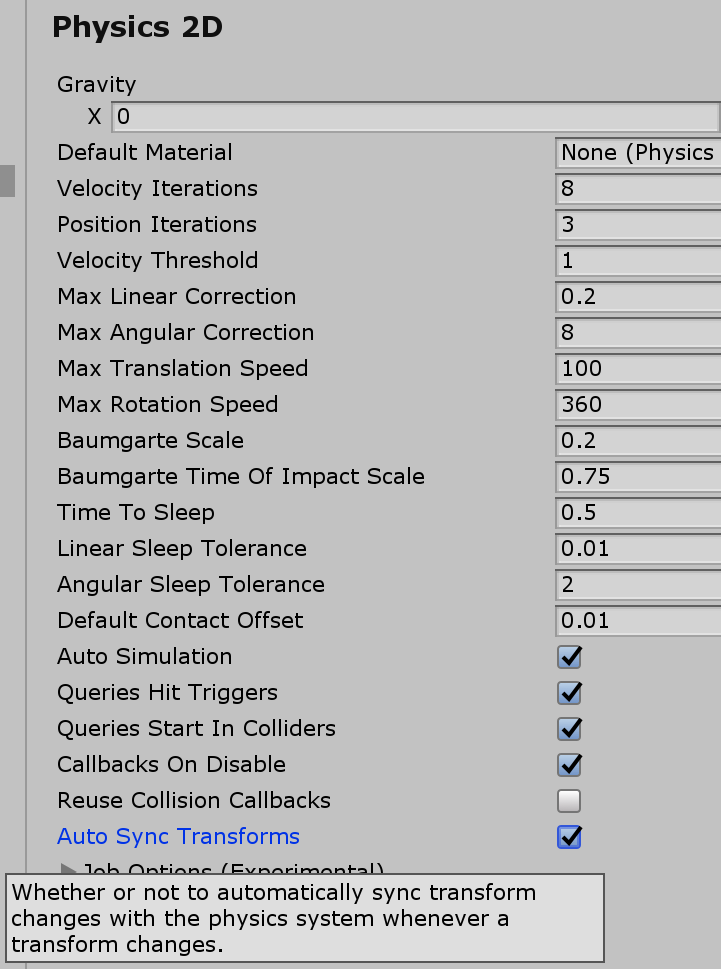 Physics 2D
Gravity
X 0
Default Material None (Physics
Velocity Iterations 8
Position Iterations 3
Velocity Threshold 1
Max Linear Correction 0.2
Max Angular Correction 8
Max Translation Speed 100
Max Rotation Speed 360
Baumgarte Scale 0.2
Baumgarte Time Of Impact Scale 0.75
Time To Sleep 0.5
Linear Sleep Tolerance 0.01
Angular Sleep Tolerance 2
Default Contact Offset 0.01
Auto Simulation
Queries Hit Triggers
Queries Start In Colliders
Callbacks On Disable
Reuse Collision Callbacks
Auto Sync Transforms
Job Options (Experimental)
Whether or not to automatically sync transform
changes with the physics system whenever a
transform changes.